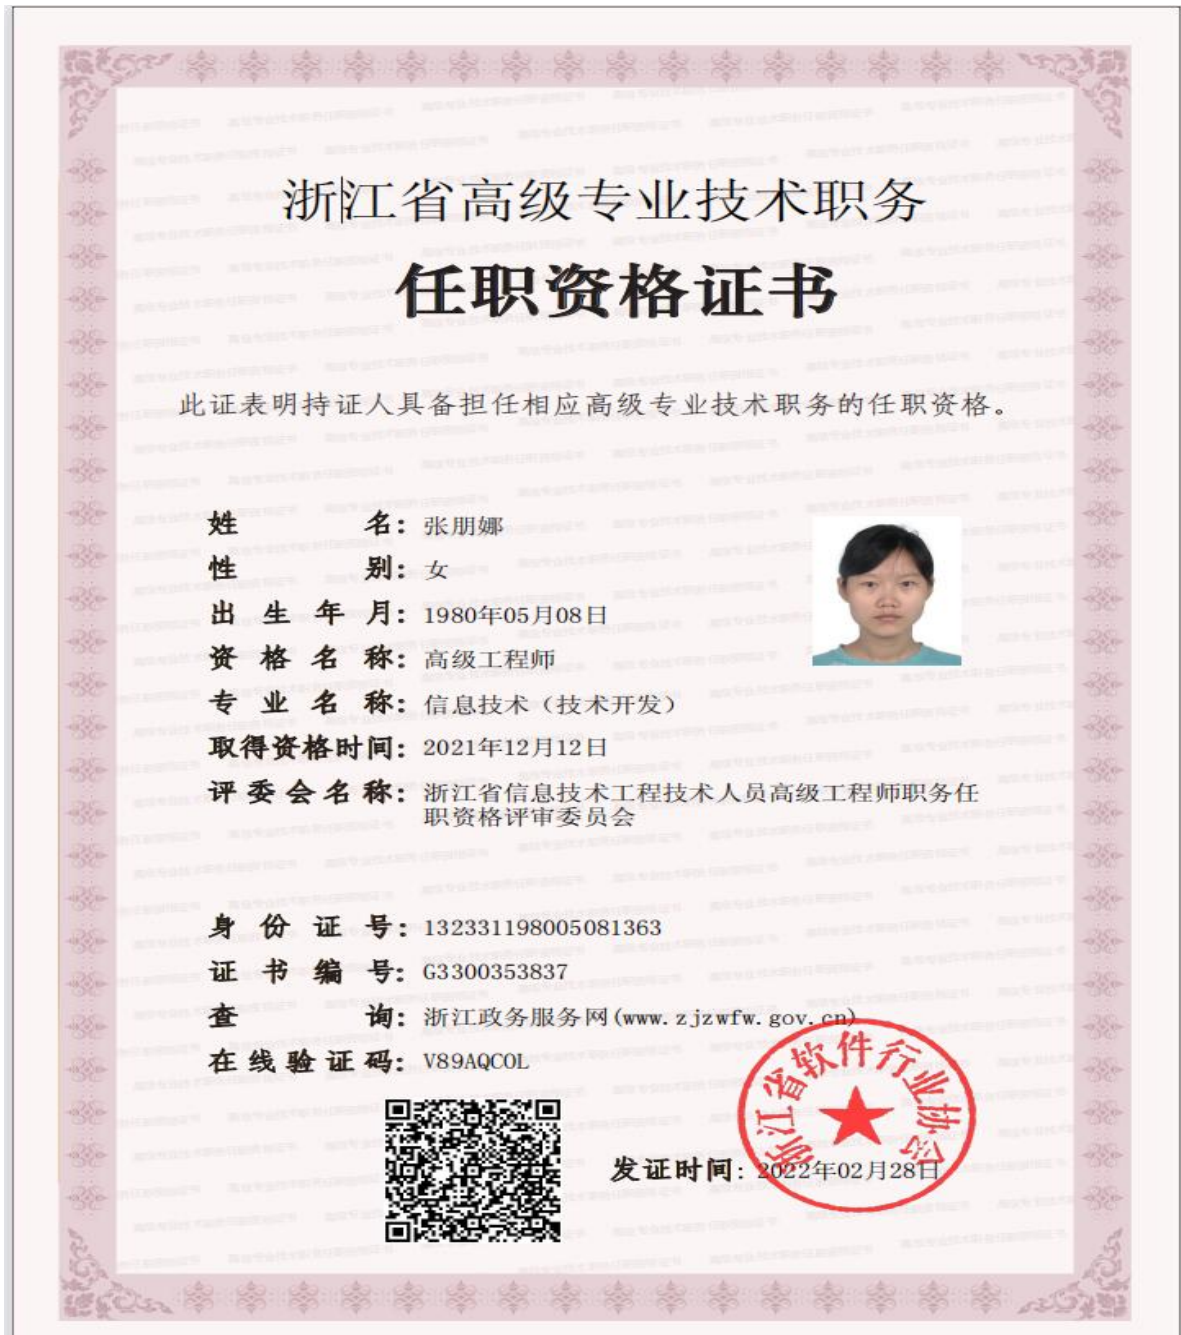 浙江省高级专业技术职务
任职资格证书
此证表明持证人具备担任相应高级专业技术职务的任职资格。
姓名：张朋娜
性别：女
出生年月：1980年05月08日
资格名称：高级工程师
专业名称：信息技术（技术开发）
取得资格时间：2021年12月12日
评委会名称：浙江省信息技术工程技术人员高级工程师职务任
职资格评审委员会
身份证号：132331198005081363
证书编号：G3300353837
查询：浙江政务服务网(www.zjzwfw.gov.cn)
在线验证码：V89AQCOL
浙江省软件行业协会
发证时间：2022年02月28日